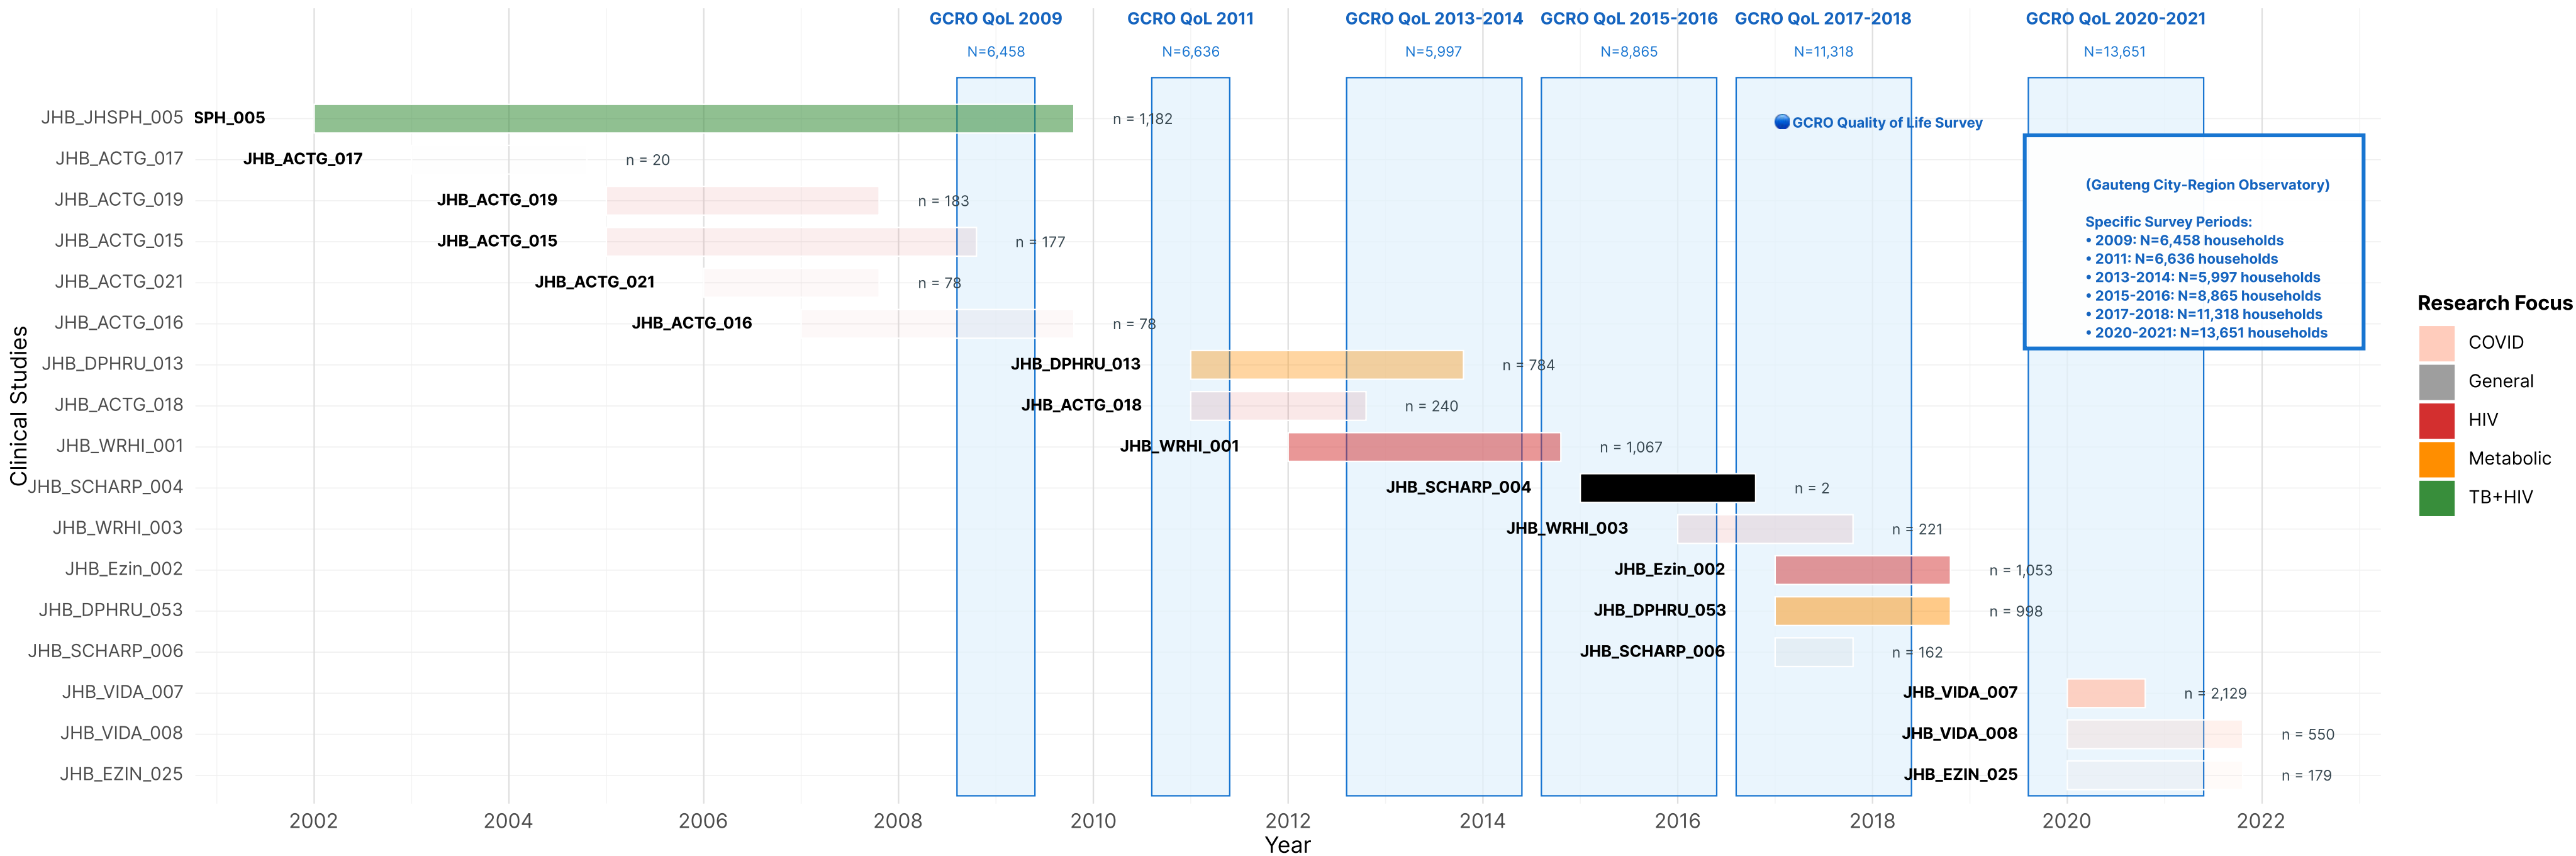 GCRO QoL 2009
GCRO QoL 2011
GCRO QoL 2013-2014
GCRO QoL 2015-2016
GCRO QoL 2017-2018
GCRO QoL 2020-2021
N=6,458
N=6,636
N=5,997
N=8,865
N=11,318
N=13,651
Clinical Studies
JHB_JHSPH_005 SPH_005 n = 1,182
JHB_ACTG_017 JHB_ACTG_017 n = 20
JHB_ACTG_019 JHB_ACTG_019 n = 183
JHB_ACTG_015 JHB_ACTG_015 n = 177
JHB_ACTG_021 JHB_ACTG_021 n = 78
JHB_ACTG_016 JHB_ACTG_016 n = 78
JHB_DPHRU_013 JHB_DPHRU_013 n = 784
JHB_ACTG_018 JHB_ACTG_018 n = 240
JHB_WRHI_001 JHB_WRHI_001 n = 1,067
JHB_SCHARP_004 JHB_SCHARP_004 n = 2
JHB_WRHI_003 JHB_WRHI_003 n = 221
JHB_Ezin_002 JHB_Ezin_002 n = 1,053
JHB_DPHRU_053 JHB_DPHRU_053 n = 998
JHB_SCHARP_006 JHB_SCHARP_006 n = 162
JHB_VIDA_007 JHB_VIDA_007 n = 2,129
JHB_VIDA_008 JHB_VIDA_008 n = 550
JHB_EZIN_025 JHB_EZIN_025 n = 179
GCRO Quality of Life Survey
(Gauteng City-Region Observatory)
Specific Survey Periods:
• 2009: N=6,458 households
• 2011: N=6,636 households
• 2013-2014: N=5,997 households
• 2015-2016: N=8,865 households
• 2017-2018: N=11,318 households
• 2020-2021: N=13,651 households
Research Focus
COVID
General
HIV
Metabolic
TB+HIV
2002 2004 2006 2008 2010 2012 2014 2016 2018 2020 2022
Year